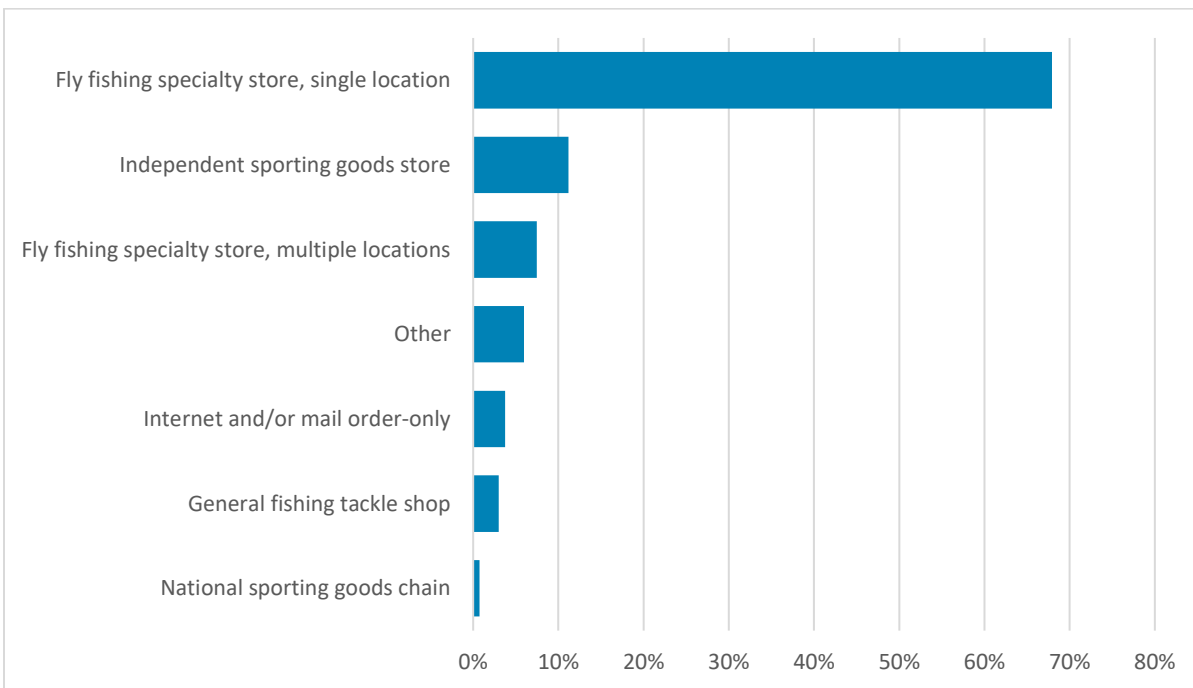 Fly fishing specialty store, single location
Independent sporting goods store
Fly fishing specialty store, multiple locations
Other
Internet and/or mail order-only
General fishing tackle shop
National sporting goods chain
0% 10% 20% 30% 40% 50% 60% 70% 80%